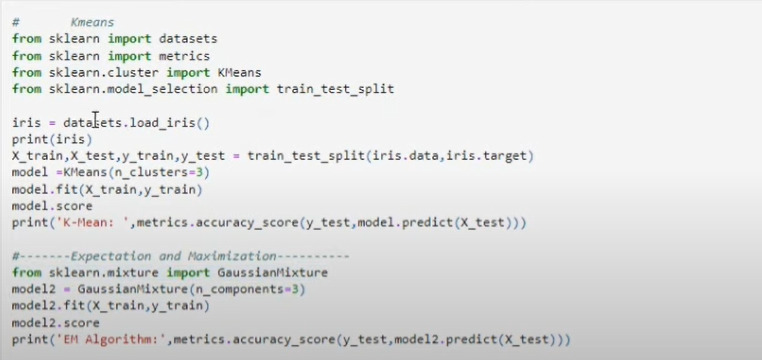 #       Kmeans
from sklearn import datasets
from sklearn import metrics
from sklearn.cluster import KMeans
from sklearn.model_selection import train_test_split
iris = datasets.load_iris()
print(iris)
X_train,X_test,y_train,y_test = train_test_split(iris.data,iris.target)
model =KMeans(n_clusters=3)
model.fit(X_train,y_train)
model.score
print('K-Mean: ',metrics.accuracy_score(y_test,model.predict(X_test)))
#-------Expectation and Maximization----------
from sklearn.mixture import GaussianMixture
model2 = GaussianMixture(n_components=3)
model2.fit(X_train,y_train)
model2.score
print('EM Algorithm:',metrics.accuracy_score(y_test,model2.predict(X_test)))